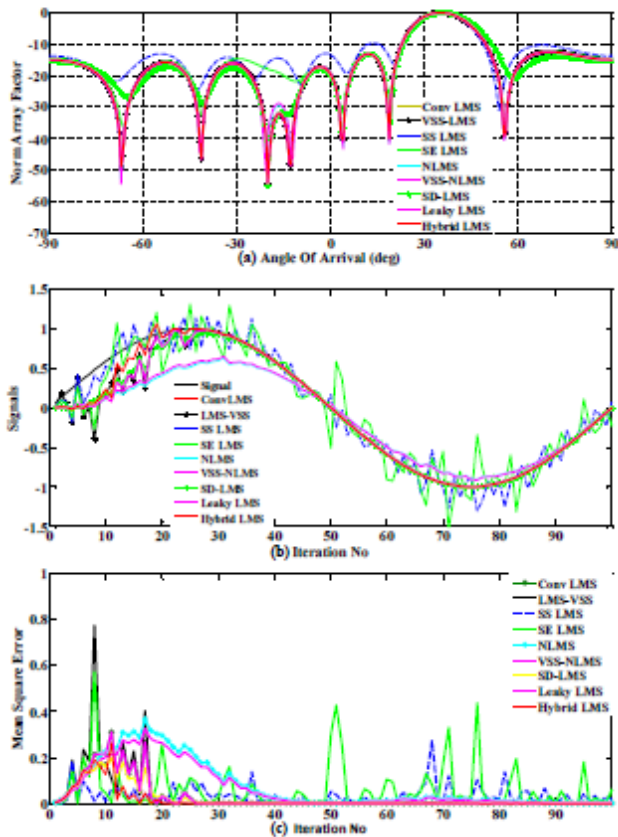 0
-10
-20
-30
-40
-50
-60
-70
Norm Array Factor
Conv LMS
VSS-LMS
SS LMS
SE LMS
NLMS
VSS-NLMS
SD-LMS
Leaky LMS
Hybrid LMS
-90 -60 -30 0 30 60 90
(a) Angle Of Arrival (deg)
1.5
1
0.5
0
-0.5
-1
-1.5
Signals
Signal
ConvLMS
LMS-VSS
SS LMS
SE LMS
NLMS
VSS-NLMS
SD-LMS
Leaky LMS
Hybrid LMS
0 10 20 30 40 50 60 70 80 90
(b) Iteration No
1
0.8
0.6
0.4
0.2
0
Mean Square Error
Conv LMS
LMS-VSS
SS LMS
SE LMS
NLMS
VSS-NLMS
SD-LMS
Leaky LMS
Hybrid LMS
0 10 20 30 40 50 60 70 80 90
(c) Iteration No